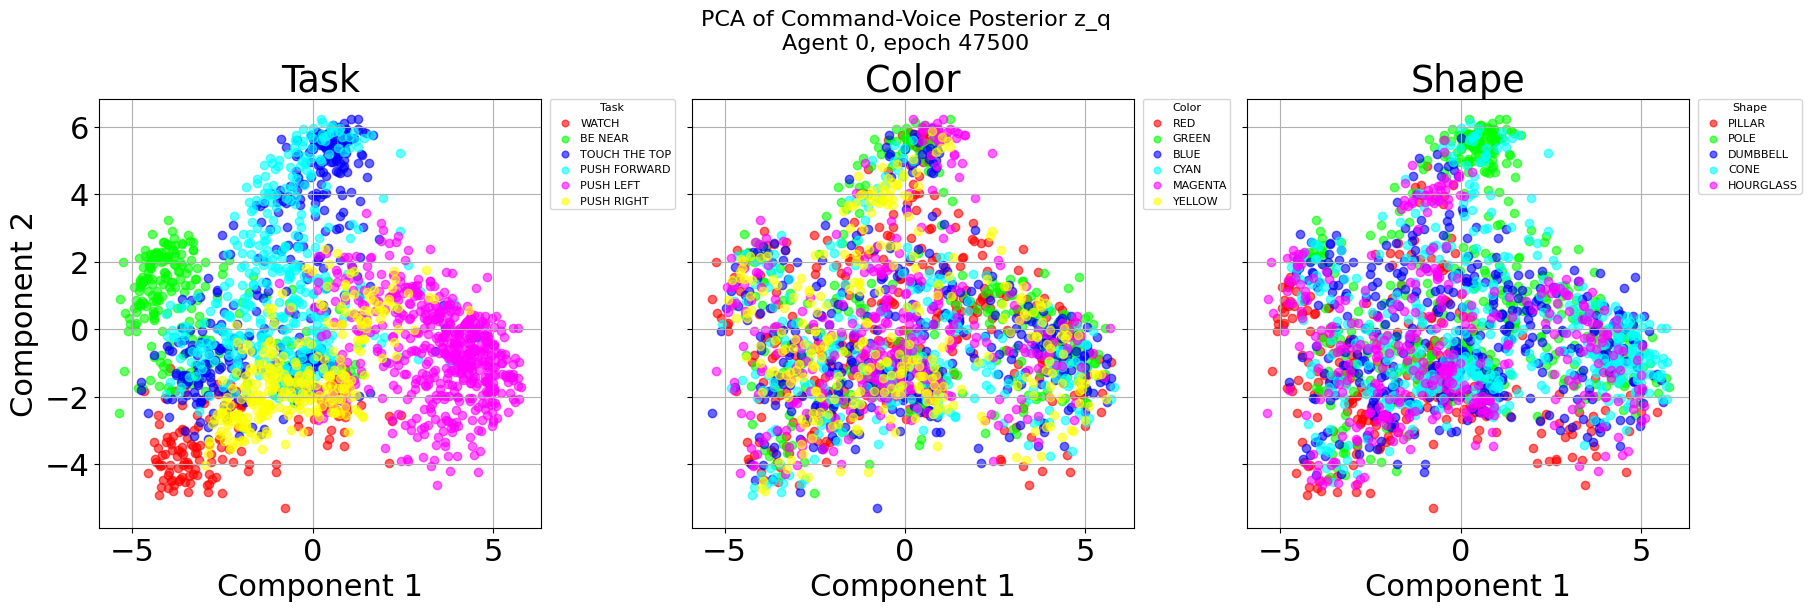 PCA of Command-Voice Posterior z_q
Agent 0, epoch 47500
Task
Color
Shape
Task
WATCH
BE NEAR
TOUCH THE TOP
PUSH FORWARD
PUSH LEFT
PUSH RIGHT
Color
RED
GREEN
BLUE
CYAN
MAGENTA
YELLOW
Shape
PILLAR
POLE
DUMBBELL
CONE
HOURGLASS
Component 2
6
4
2
0
−2
−4
−5 0 5
−5 0 5
−5 0 5
Component 1
Component 1
Component 1